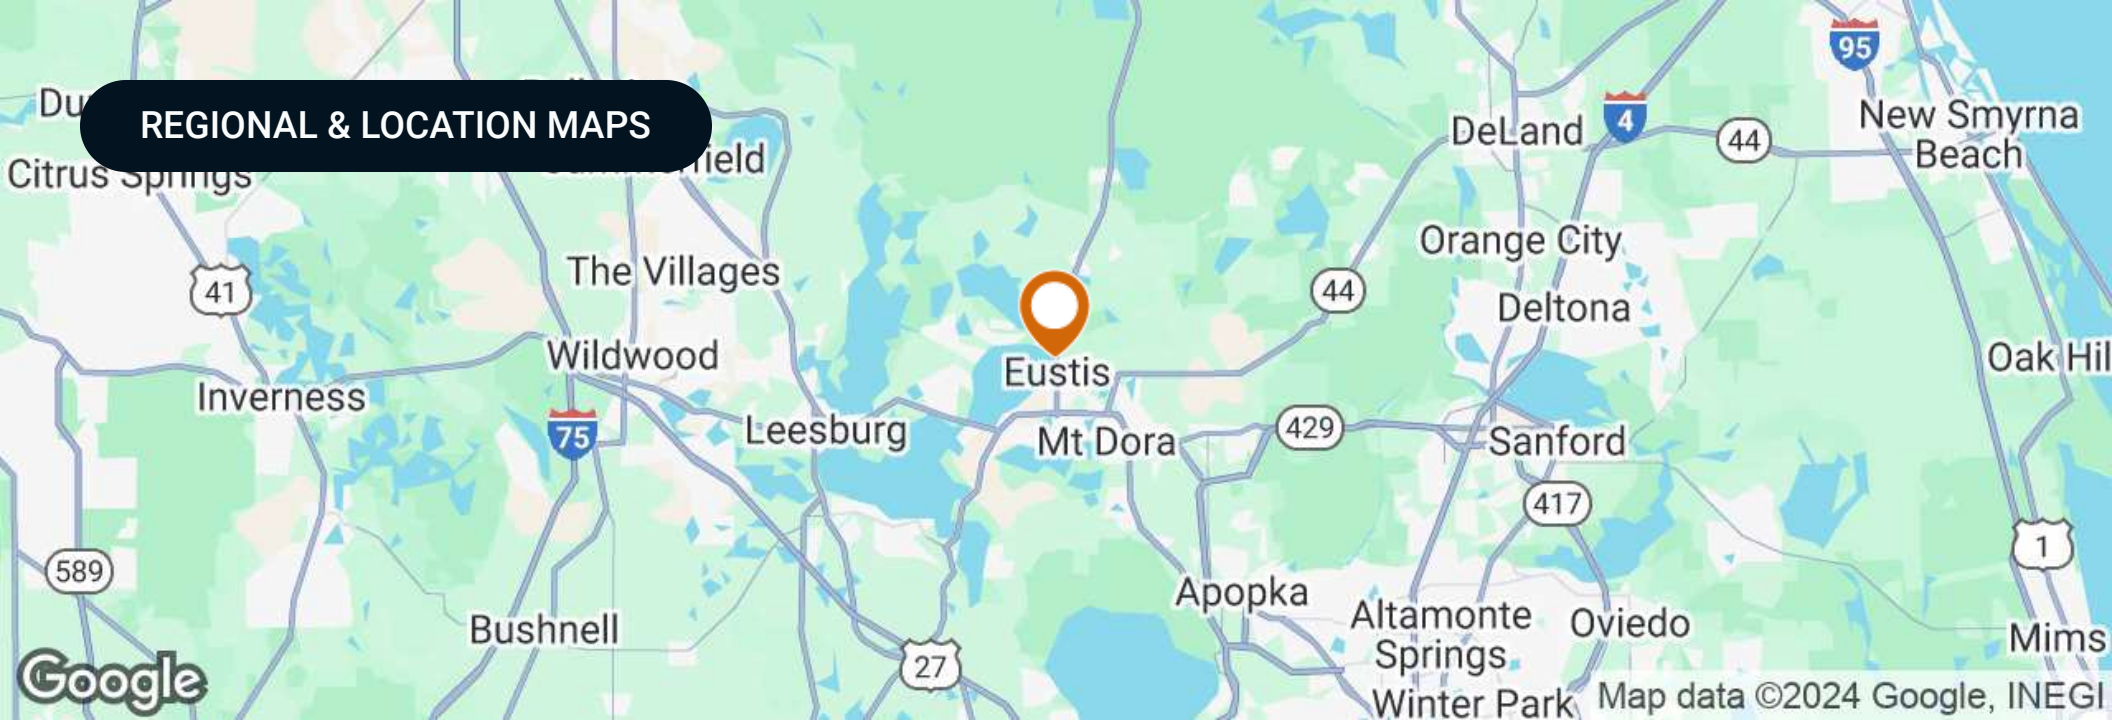 REGIONAL & LOCATION MAPS
Citrus Springs
95
4
44
DeLand
New Smyrna
Beach
The Villages
41
Orange City
44
Deltona
Wildwood
Eustis
Oak Hil
Inverness
75
Leesburg
Mt Dora
429
Sanford
417
1
589
Apopka
Altamonte
Springs
Oviedo
Bushnell
27
Mims
Winter Park
Google
Map data ©2024 Google, INEGI